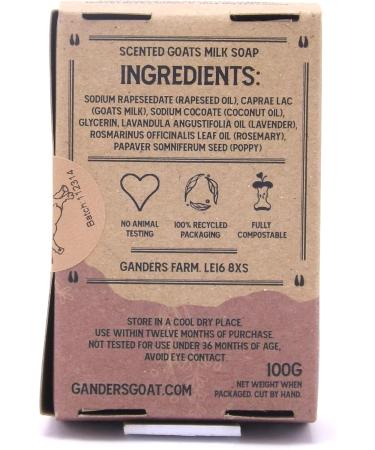 SCENTED GOATS MILK SOAP
INGREDIENTS:
SODIUM RAPESEEDATE (RAPESEED OIL), CAPRAE LAC
(GOATS MILK), SODIUM COCOATE (COCONUT OIL),
GLYCERIN, LAVANDULA ANGUSTIFOLIA OIL (LAVENDER),
ROSMARINUS OFFICINALIS LEAF OIL (ROSEMARY),
PAPAVER SOMNIFERUM SEED (POPPY)
Batch 112314
NO ANIMAL
TESTING
100% RECYCLED
PACKAGING
FULLY
COMPOSTABLE
GANDERS FARM. LE16 8XS
STORE IN A COOL DRY PLACE.
USE WITHIN TWELVE MONTHS OF PURCHASE.
NOT TESTED FOR USE UNDER 36 MONTHS OF AGE,
AVOID EYE CONTACT.
100G
NET WEIGHT WHEN
PACKAGED. CUT BY HAND.
GANDERSGOAT.COM